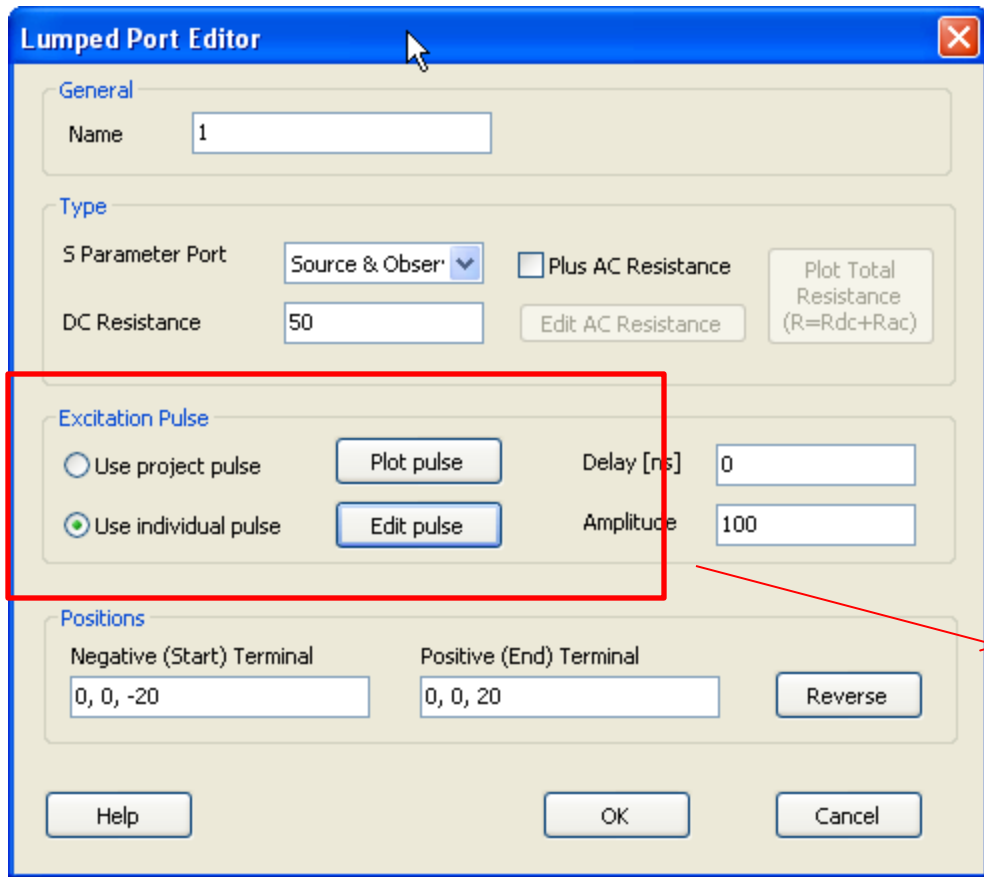 Lumped Port Editor
General
Name 1
Type
S Parameter Port Source & Obser
Plus AC Resistance
Plot Total
Resistance
(R=Rdc+Rac)
DC Resistance 50
Edit AC Resistance
Excitation Pulse
Use project pulse Plot pulse Delay [ns] 0
Use individual pulse Edit pulse Amplitude 100
Positions
Negative (Start) Terminal Positive (End) Terminal
0, 0, -20 0, 0, 20 Reverse
Help OK Cancel